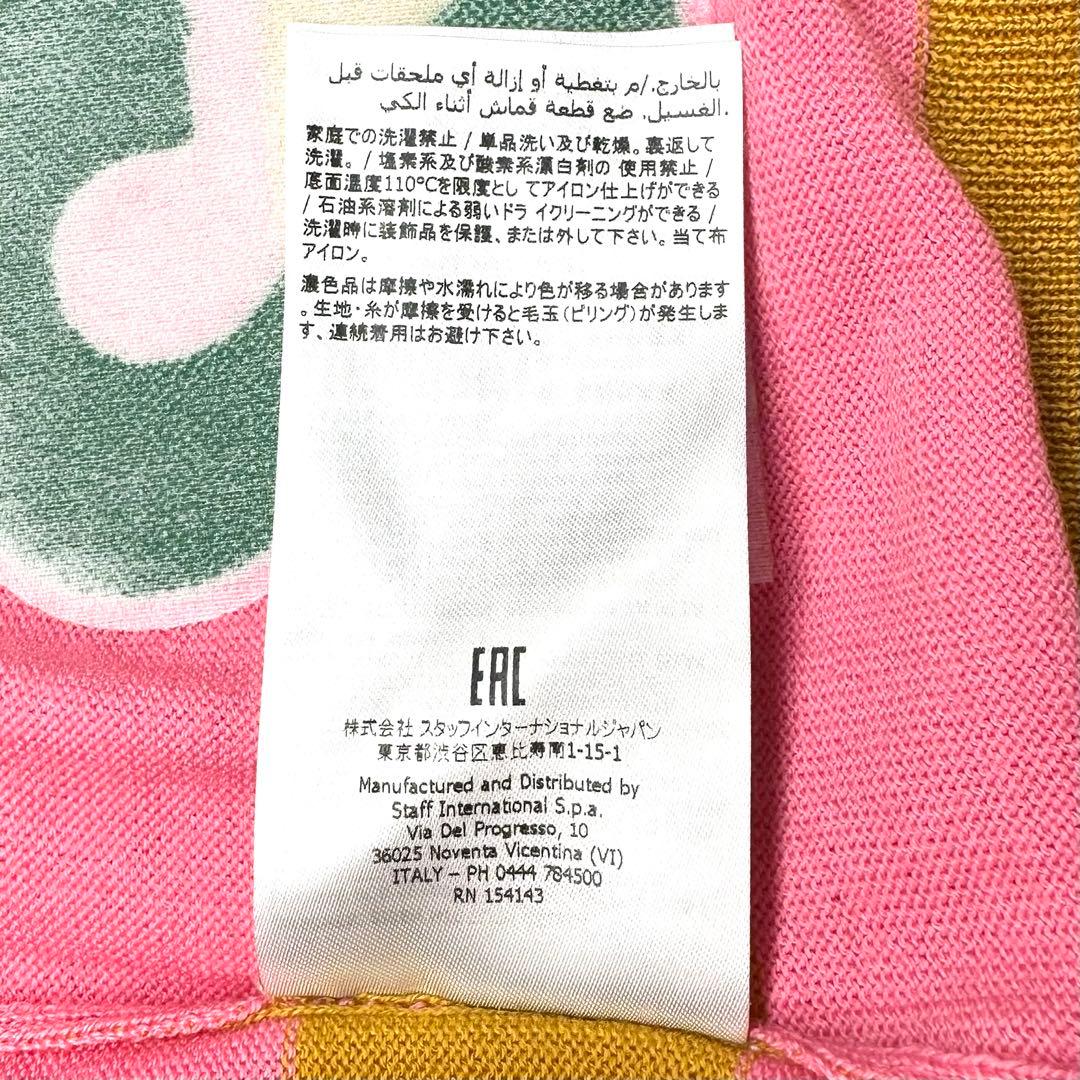 بالخارج./م بتغطية أو إزالة أي ملحقات قبل
الغسيل. ضع قطعة قماش أثناء الكي.
家庭での洗濯禁止 / 単品洗い及び乾燥。裏返して
洗濯。/ 塩素系及び酸素系漂白剤の 使用禁止 /
底面温度110℃を限度とし てアイロン仕上げができる
/ 石油系溶剤による弱いドラ イクリーニングができる /
洗濯時に装飾品を保護、または外して下さい。当て布
アイロン。
濃色品は摩擦や水濡れにより色が移る場合があります
。生地・糸が摩擦を受けると毛玉(ピリング)が発生しま
す、連続着用はお避け下さい。
EAC
株式会社 スタッフインターナショナルジャパン
東京都渋谷区恵比寿南1-15-1
Manufactured and Distributed by
Staff International S.p.a.
Via Del Progresso, 10
36025 Noventa Vicentina (VI)
ITALY - PH 0444 784500
RN 154143